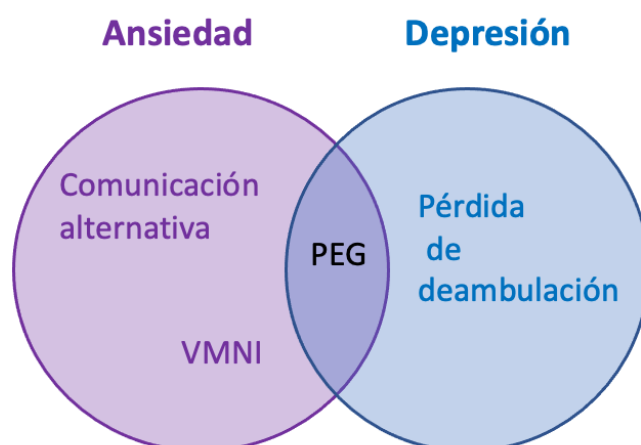 Ansiedad
Depresión
Comunicación
alternativa
VMNI
PEG
Pérdida
de
deambulación